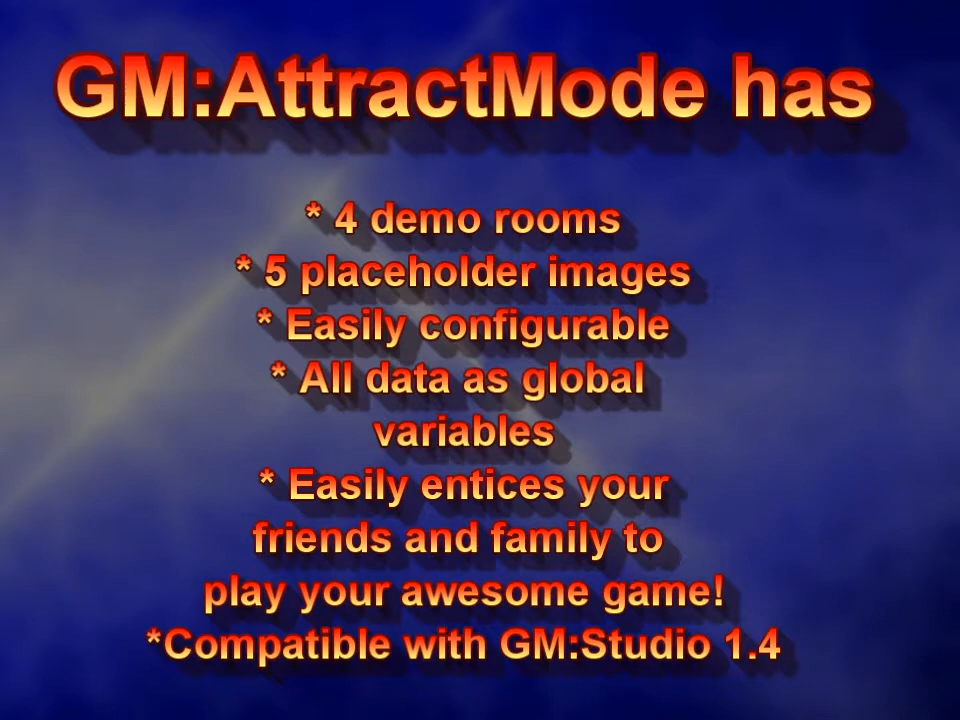 GM:AttractMode has
* 4 demo rooms
* 5 placeholder images
* Easily configurable
* All data as global
variables
* Easily entices your
friends and family to
play your awesome game!
*Compatible with GM:Studio 1.4